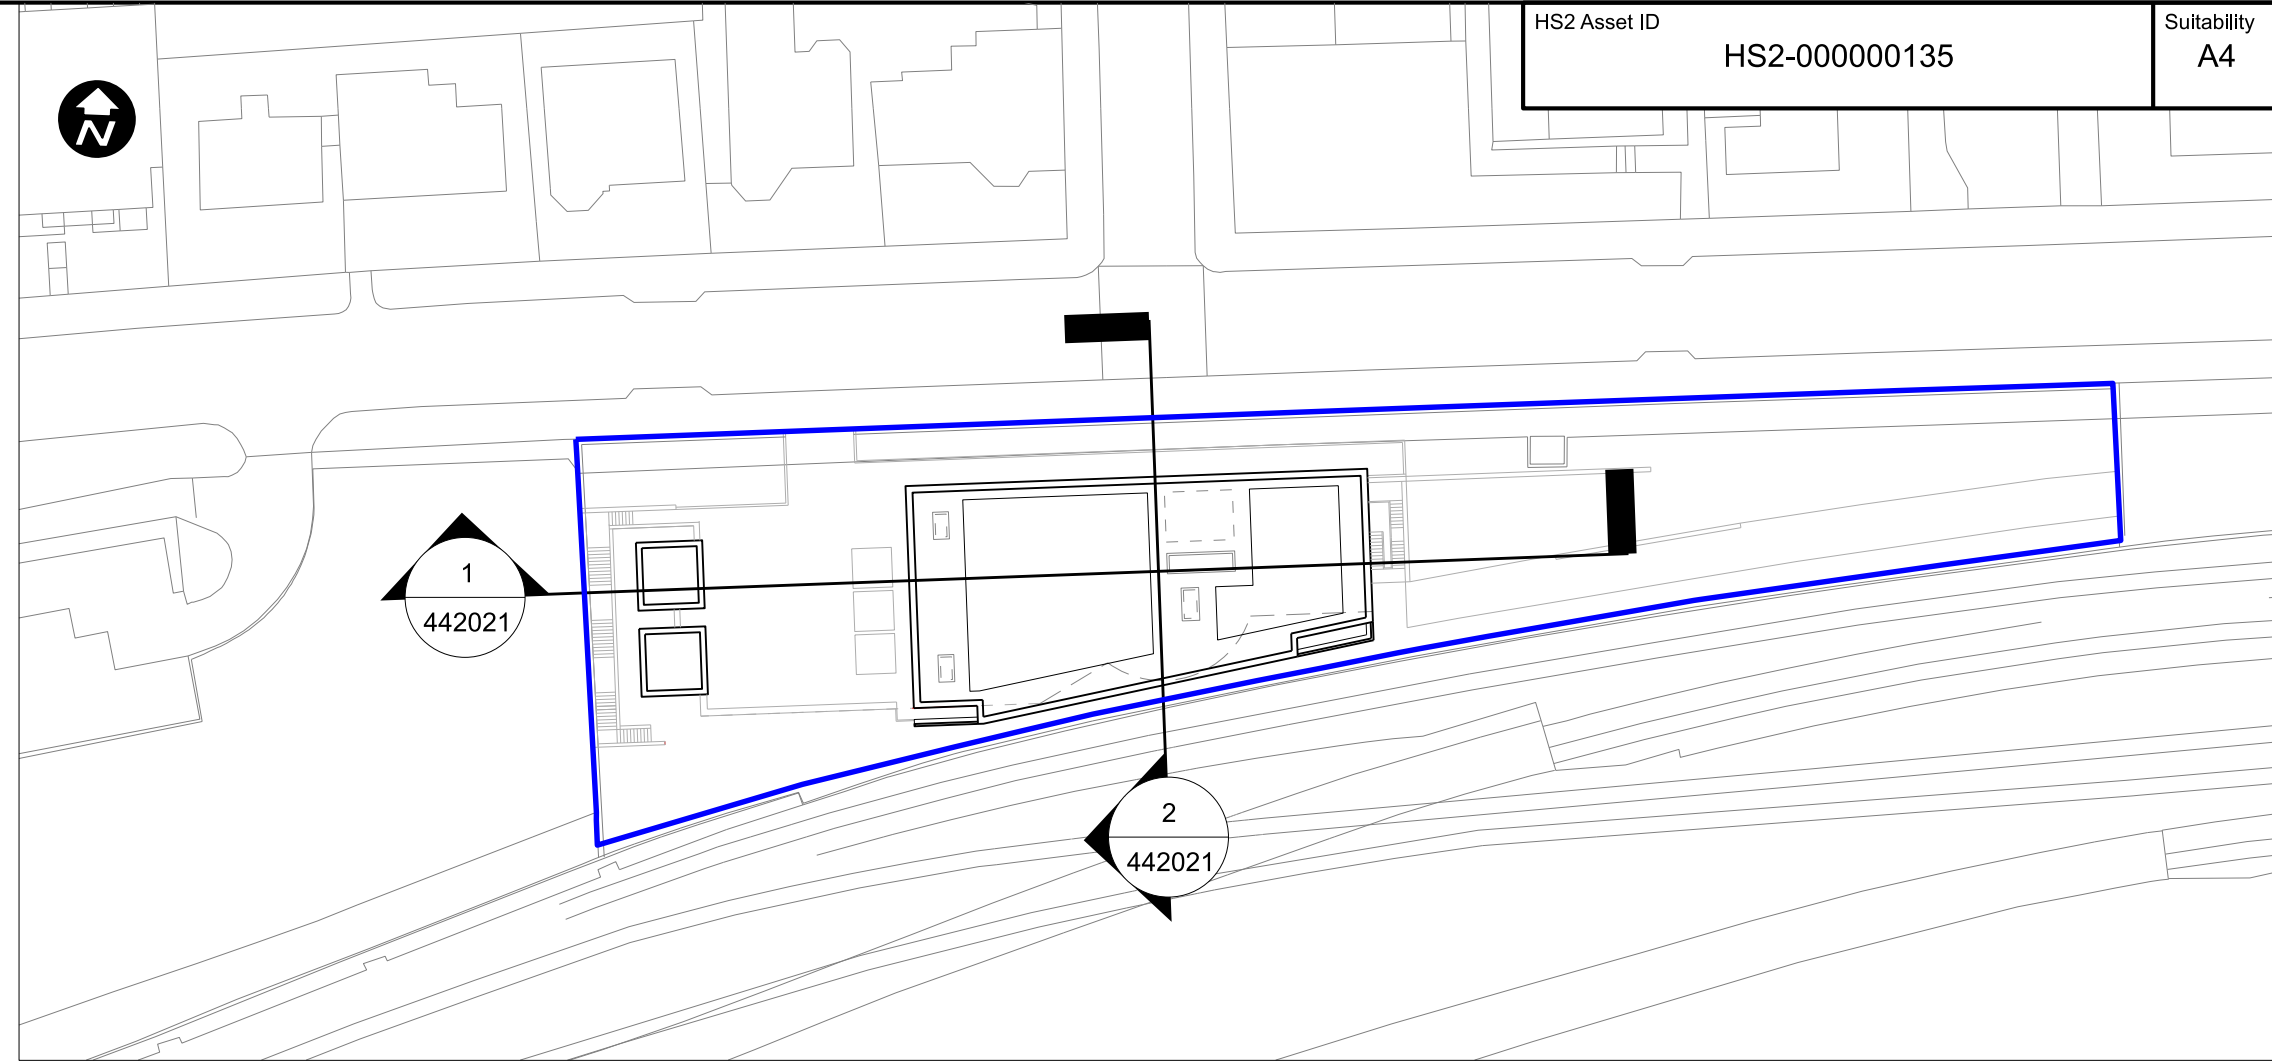 HS2 Asset ID
HS2-000000135
Suitability
A4
N
1
442021
2
442021